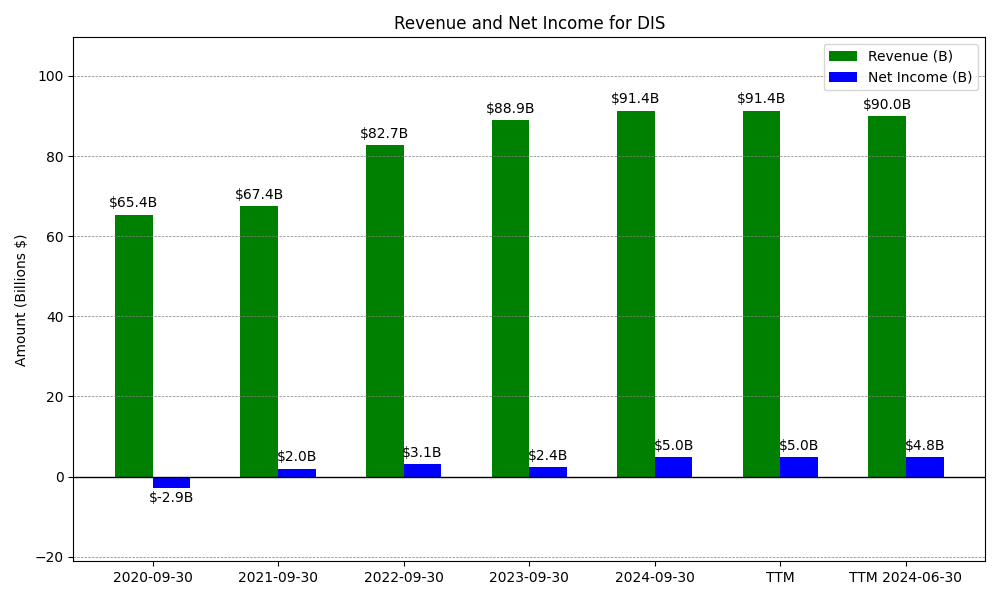 Revenue and Net Income for DIS
Revenue (B)
Net Income (B)
Amount (Billions $)
100
80
60
40
20
0
−20
$65.4B
$67.4B
$82.7B
$88.9B
$91.4B
$91.4B
$90.0B
$-2.9B
$2.0B
$3.1B
$2.4B
$5.0B
$5.0B
$4.8B
2020-09-30
2021-09-30
2022-09-30
2023-09-30
2024-09-30
TTM
TTM 2024-06-30